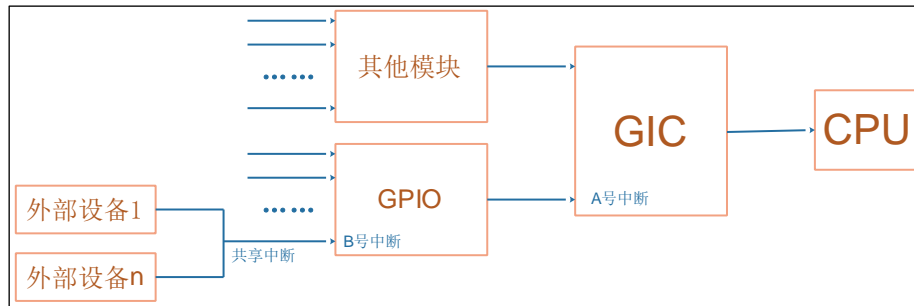 ……
其他模块
GIC
CPU
A号中断
GPIO
……
B号中断
外部设备1
共享中断
外部设备n